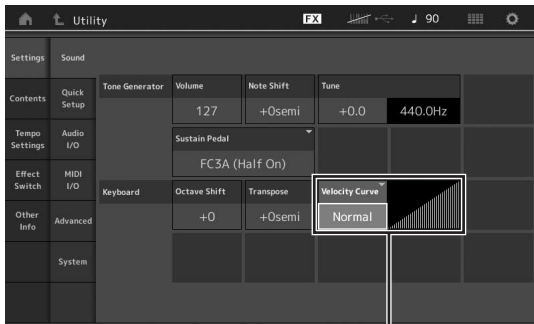 Utility
FX
90
Settings
Sound
Tone Generator
Volume
127
Note Shift
+0semi
Tune
+0.0
440.0Hz
Contents
Quick
Setup
Tempo
Settings
Audio
I/O
Sustain Pedal
FC3A (Half On)
Effect
Switch
MIDI
I/O
Keyboard
Octave Shift
+0
Transpose
+0semi
Velocity Curve
Normal
Other
Info
Advanced
System